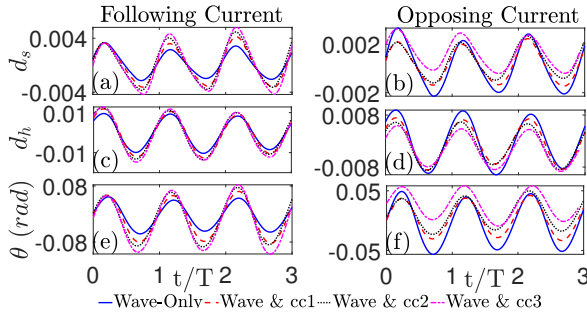 Following Current
Opposing Current
0.004
d_s
-0.004
(a)
0.002
0.002
(b)
0.01
d_h
-0.01
(c)
-0.008
(d)
0.08
θ (rad)
-0.08
(e)
0.05
-0.05
(f)
0 1 2 3
t/T
0 1 2 3
t/T
Wave-Only Wave & cc1 Wave & cc2 Wave & cc3